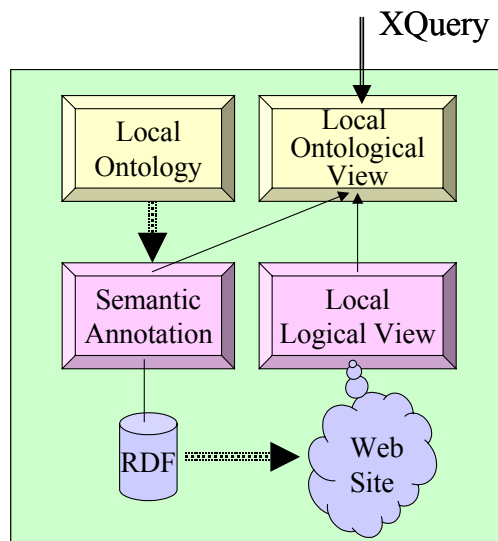 XQuery
Local
Ontology
Local
Ontological
View
Semantic
Annotation
Local
Logical View
RDF
Web
Site